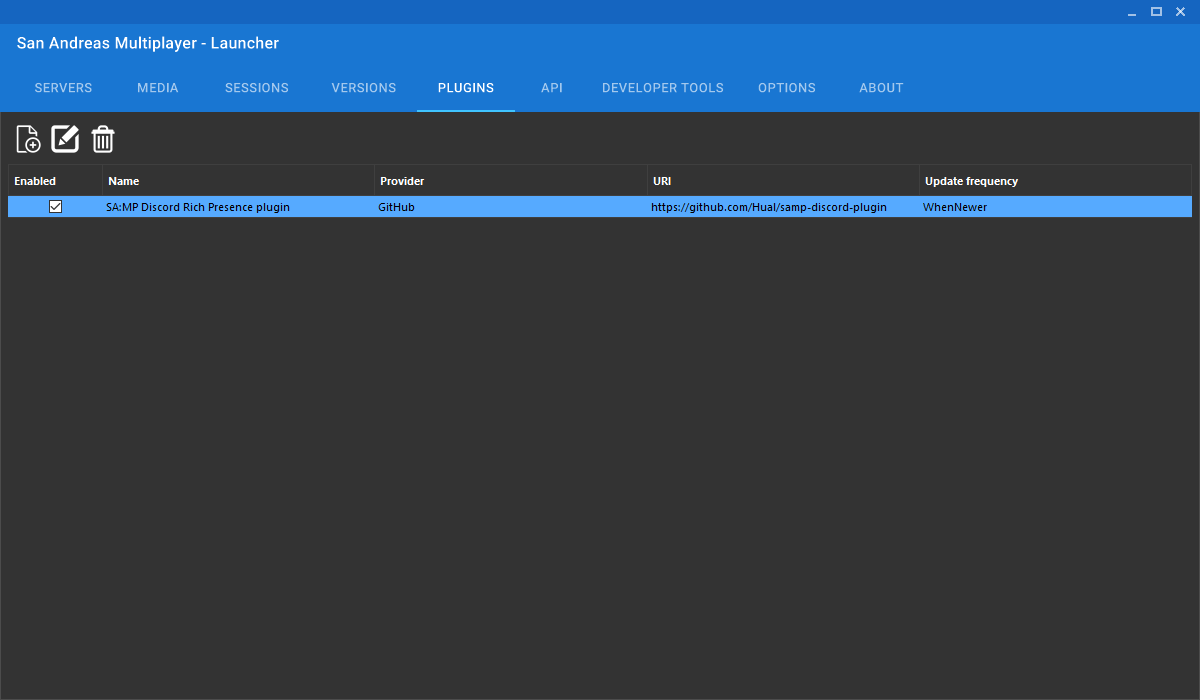 San Andreas Multiplayer - Launcher
SERVERS MEDIA SESSIONS VERSIONS PLUGINS API DEVELOPER TOOLS OPTIONS ABOUT
Enabled Name Provider URI Update frequency
SA:MP Discord Rich Presence plugin GitHub https://github.com/Hual/samp-discord-plugin WhenNewer